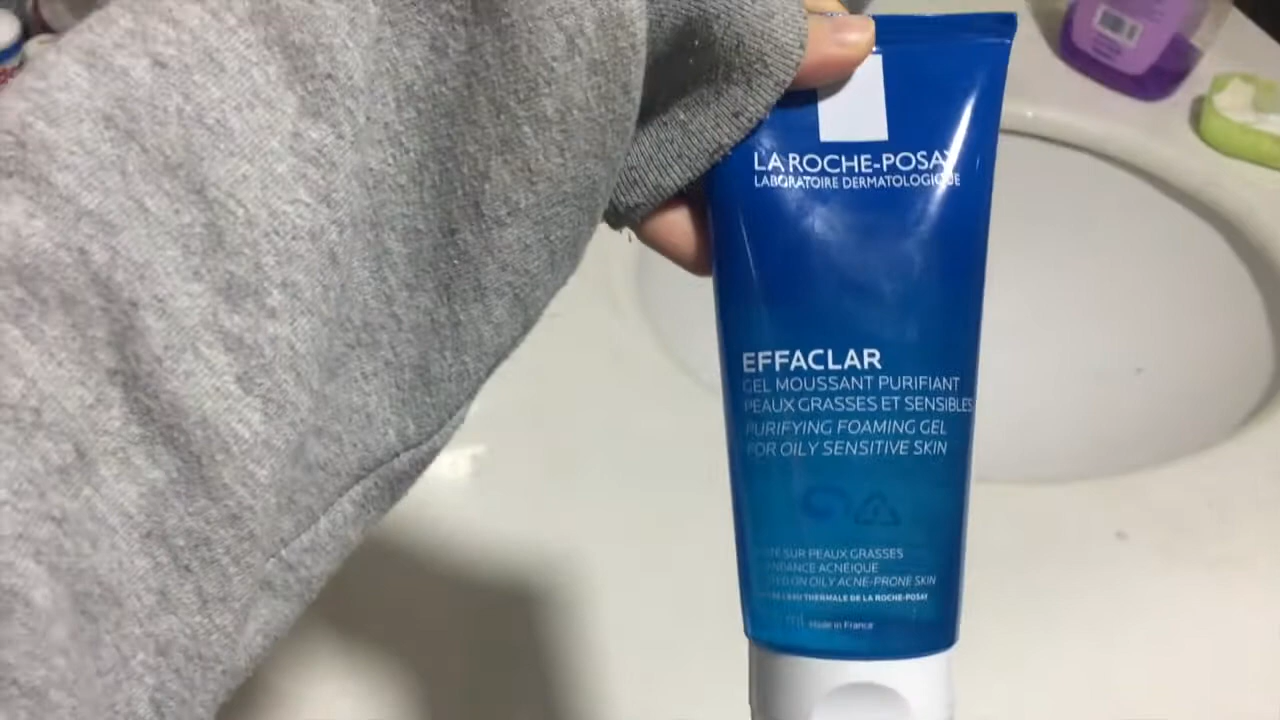 LA ROCHE-POSAY
LABORATOIRE DERMATOLOGIQUE
EFFACLAR
GEL MOUSSANT PURIFIANT
PEAUX GRASSES ET SENSIBLES
PURIFYING FOAMING GEL
FOR OILY SENSITIVE SKIN
SUR PEAUX GRASSES
ACNÉIQUE
ON OILY ACNE-PRONE SKIN
THERMALE DE LA ROCHE-POSAY
Made in France